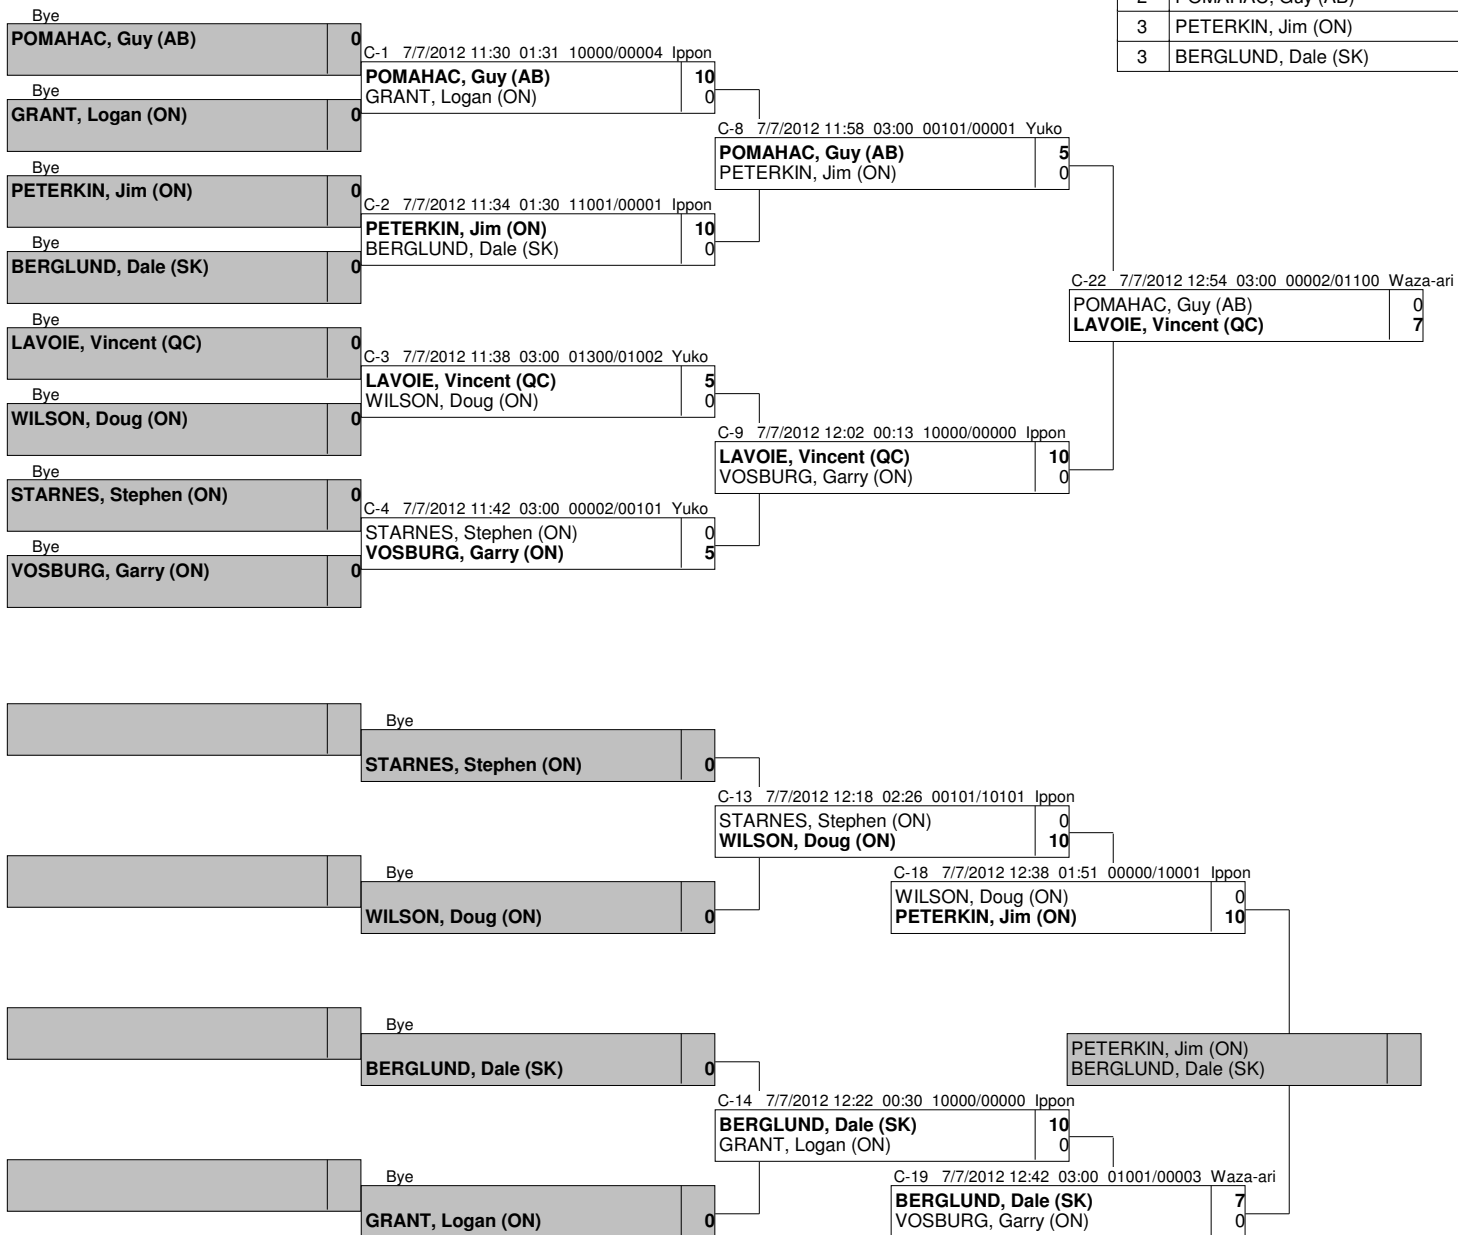 2 POMAHAC, Guy (AB)
3 PETERKIN, Jim (ON)
3 BERGLUND, Dale (SK)
Bye
POMAHAC, Guy (AB) 0
Bye
GRANT, Logan (ON) 0
Bye
PETERKIN, Jim (ON) 0
Bye
BERGLUND, Dale (SK) 0
Bye
LAVOIE, Vincent (QC) 0
Bye
WILSON, Doug (ON) 0
Bye
STARNES, Stephen (ON) 0
Bye
VOSBURG, Garry (ON) 0
C-1 7/7/2012 11:30 01:31 10000/00004 Ippon
POMAHAC, Guy (AB) 10
GRANT, Logan (ON) 0
C-2 7/7/2012 11:34 01:30 11001/00001 Ippon
PETERKIN, Jim (ON) 10
BERGLUND, Dale (SK) 0
C-3 7/7/2012 11:38 03:00 01300/01002 Yuko
LAVOIE, Vincent (QC) 5
WILSON, Doug (ON) 0
C-4 7/7/2012 11:42 03:00 00002/00101 Yuko
STARNES, Stephen (ON) 0
VOSBURG, Garry (ON) 5
C-8 7/7/2012 11:58 03:00 00101/00001 Yuko
POMAHAC, Guy (AB) 5
PETERKIN, Jim (ON) 0
C-9 7/7/2012 12:02 00:13 10000/00000 Ippon
LAVOIE, Vincent (QC) 10
VOSBURG, Garry (ON) 0
C-22 7/7/2012 12:54 03:00 00002/01100 Waza-ari
POMAHAC, Guy (AB) 0
LAVOIE, Vincent (QC) 7
Bye
STARNES, Stephen (ON) 0
Bye
WILSON, Doug (ON) 0
Bye
BERGLUND, Dale (SK) 0
Bye
GRANT, Logan (ON) 0
C-13 7/7/2012 12:18 02:26 00101/10101 Ippon
STARNES, Stephen (ON) 0
WILSON, Doug (ON) 10
C-14 7/7/2012 12:22 00:30 10000/00000 Ippon
BERGLUND, Dale (SK) 10
GRANT, Logan (ON) 0
C-18 7/7/2012 12:38 01:51 00000/10001 Ippon
WILSON, Doug (ON) 0
PETERKIN, Jim (ON) 10
C-19 7/7/2012 12:42 03:00 01001/00003 Waza-ari
BERGLUND, Dale (SK) 7
VOSBURG, Garry (ON) 0
PETERKIN, Jim (ON)
BERGLUND, Dale (SK)